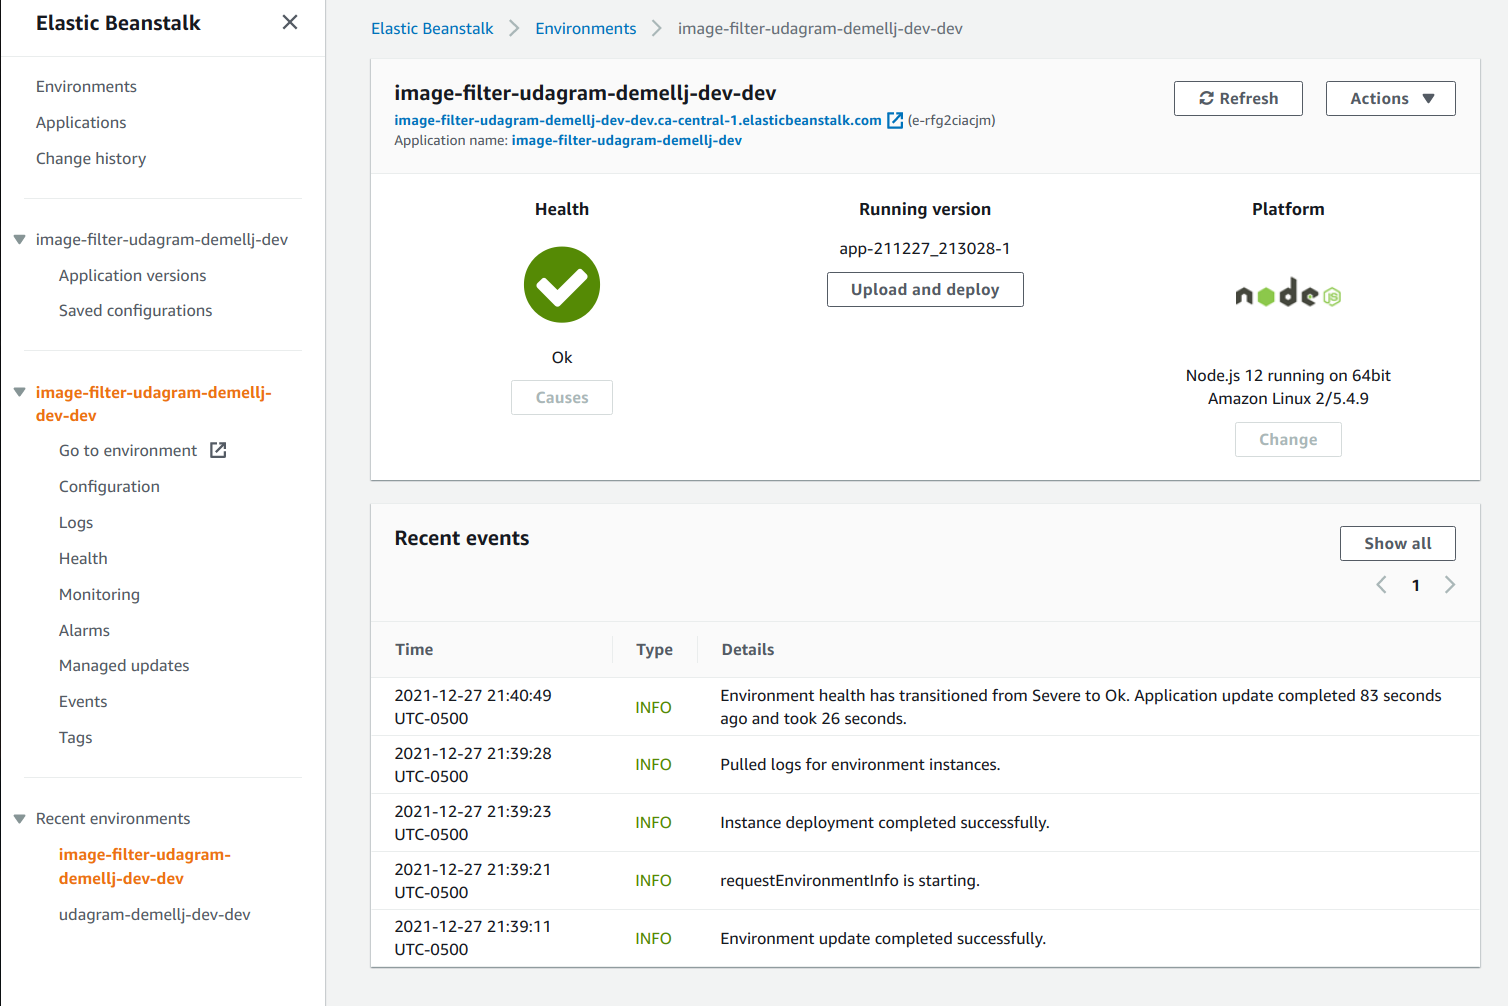 Elastic Beanstalk
Environments
Applications
Change history
image-filter-udagram-demellj-dev
Application versions
Saved configurations
image-filter-udagram-demellj-
dev-dev
Go to environment
Configuration
Logs
Health
Monitoring
Alarms
Managed updates
Events
Tags
Recent environments
image-filter-udagram-
demellj-dev-dev
udagram-demellj-dev-dev
Elastic Beanstalk Environments image-filter-udagram-demellj-dev-dev
image-filter-udagram-demellj-dev-dev
image-filter-udagram-demellj-dev-dev.ca-central-1.elasticbeanstalk.com (e-rfg2ciacjm)
Application name: image-filter-udagram-demellj-dev
Refresh
Actions
Health
Ok
Causes
Running version
app-211227_213028-1
Upload and deploy
Platform
node JS
Node.js 12 running on 64bit
Amazon Linux 2/5.4.9
Change
Recent events
Show all
1
Time Type Details
2021-12-27 21:40:49
UTC-0500
INFO
Environment health has transitioned from Severe to Ok. Application update completed 83 seconds
ago and took 26 seconds.
2021-12-27 21:39:28
UTC-0500
INFO
Pulled logs for environment instances.
2021-12-27 21:39:23
UTC-0500
INFO
Instance deployment completed successfully.
2021-12-27 21:39:21
UTC-0500
INFO
requestEnvironmentInfo is starting.
2021-12-27 21:39:11
UTC-0500
INFO
Environment update completed successfully.